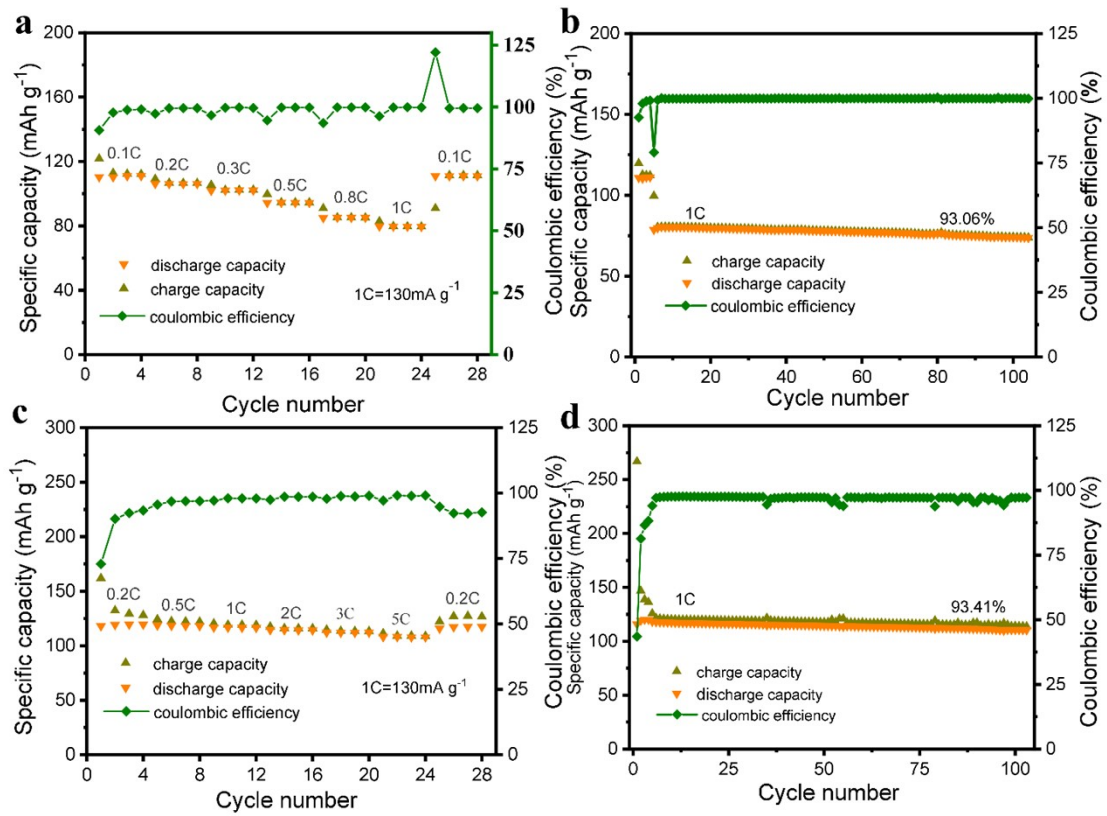 a
200
160
120
80
40
0
Specific capacity (mAh g-1)
0.1C
0.2C
0.3C
0.5C
0.8C
1C
0.1C
discharge capacity
charge capacity
coulombic efficiency
1C=130mA g-1
125
100
75
50
25
0
Coulombic efficiency (%)
0 4 8 12 16 20 24 28
Cycle number
b
200
150
100
50
0
Specific capacity (mAh g-1)
1C
93.06%
charge capacity
discharge capacity
coulombic efficiency
125
100
75
50
25
0
Coulombic efficiency (%)
0 20 40 60 80 100
Cycle number
c
300
250
200
150
100
50
0
Specific capacity (mAh g-1)
0.2C
0.5C
1C
2C
3C
5C
0.2C
charge capacity
discharge capacity
coulombic efficiency
1C=130mA g-1
125
100
75
50
25
0
Coulombic efficiency (%)
0 4 8 12 16 20 24 28
Cycle number
d
300
250
200
150
100
50
0
Specific capacity (mAh g-1)
1C
93.41%
charge capacity
discharge capacity
coulombic efficiency
125
100
75
50
25
0
Coulombic efficiency (%)
0 25 50 75 100
Cycle number